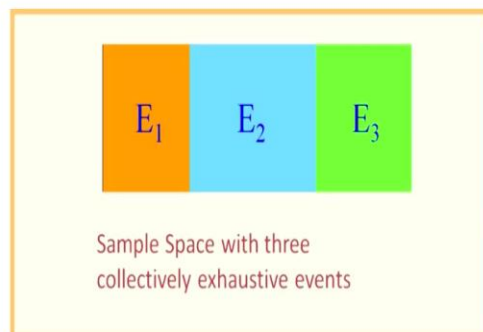 E₁ E₂ E₃
Sample Space with three
collectively exhaustive events